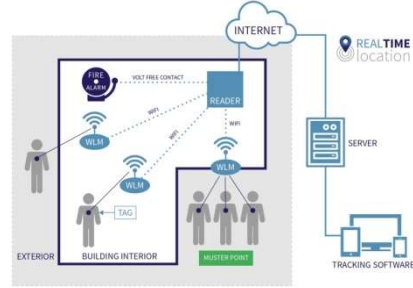 INTERNET
REALTIME
location
FIRE
ALARM
VOLT FREE CONTACT
READER
WIFI
WIFI
WIFI
WLM
WLM
WLM
SERVER
TAG
EXTERIOR
BUILDING INTERIOR
MUSTER POINT
TRACKING SOFTWARE